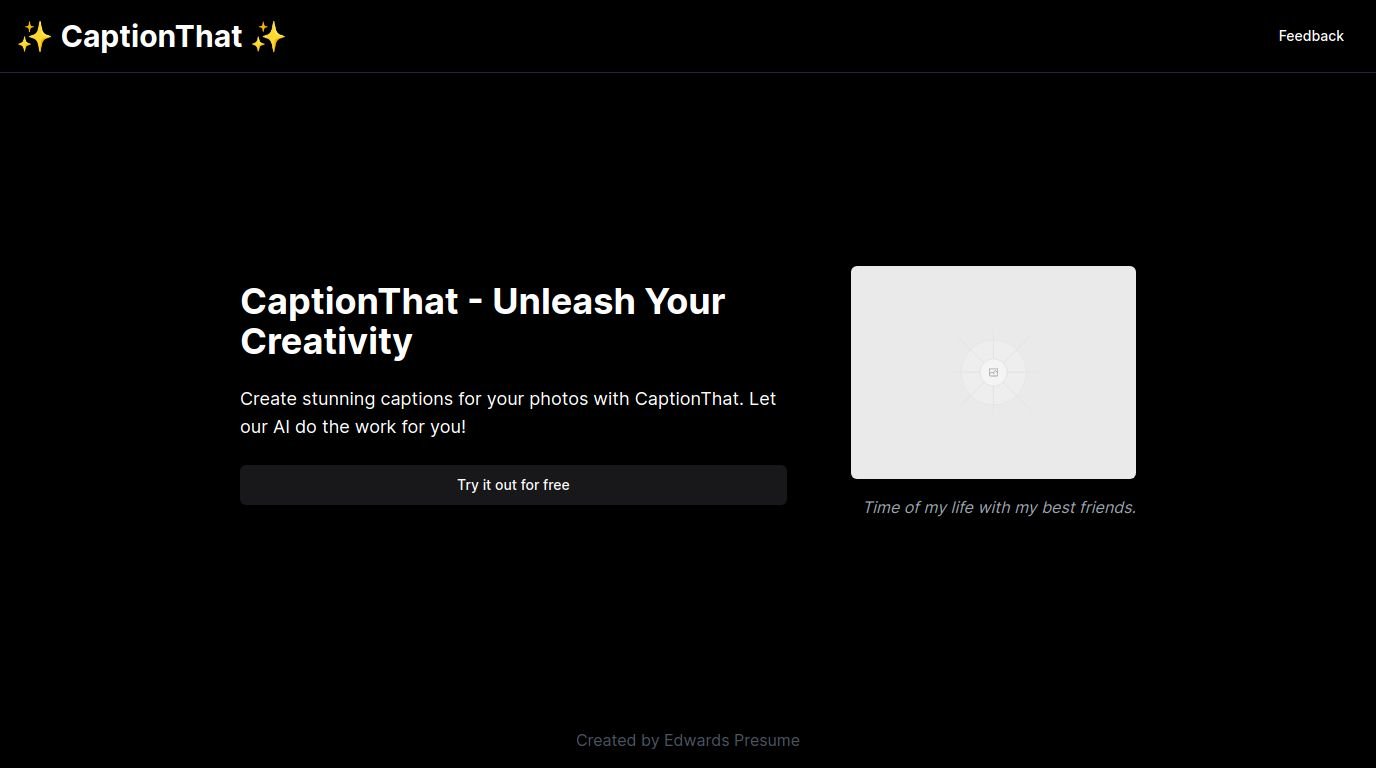 ✨ CaptionThat ✨
Feedback
CaptionThat - Unleash Your
Creativity
Create stunning captions for your photos with CaptionThat. Let
our AI do the work for you!
Try it out for free
Time of my life with my best friends.
Created by Edwards Presume